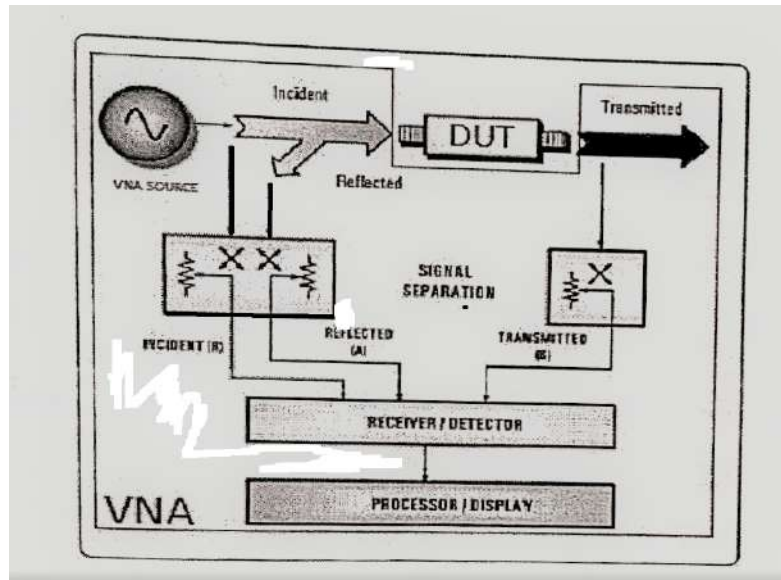 Incident
Transmitted
DUT
VNA SOURCE
Reflected
SIGNAL
SEPARATION
INCIDENT (R)
REFLECTED
(A)
TRANSMITTED
(B)
RECEIVER / DETECTOR
PROCESSOR / DISPLAY
VNA